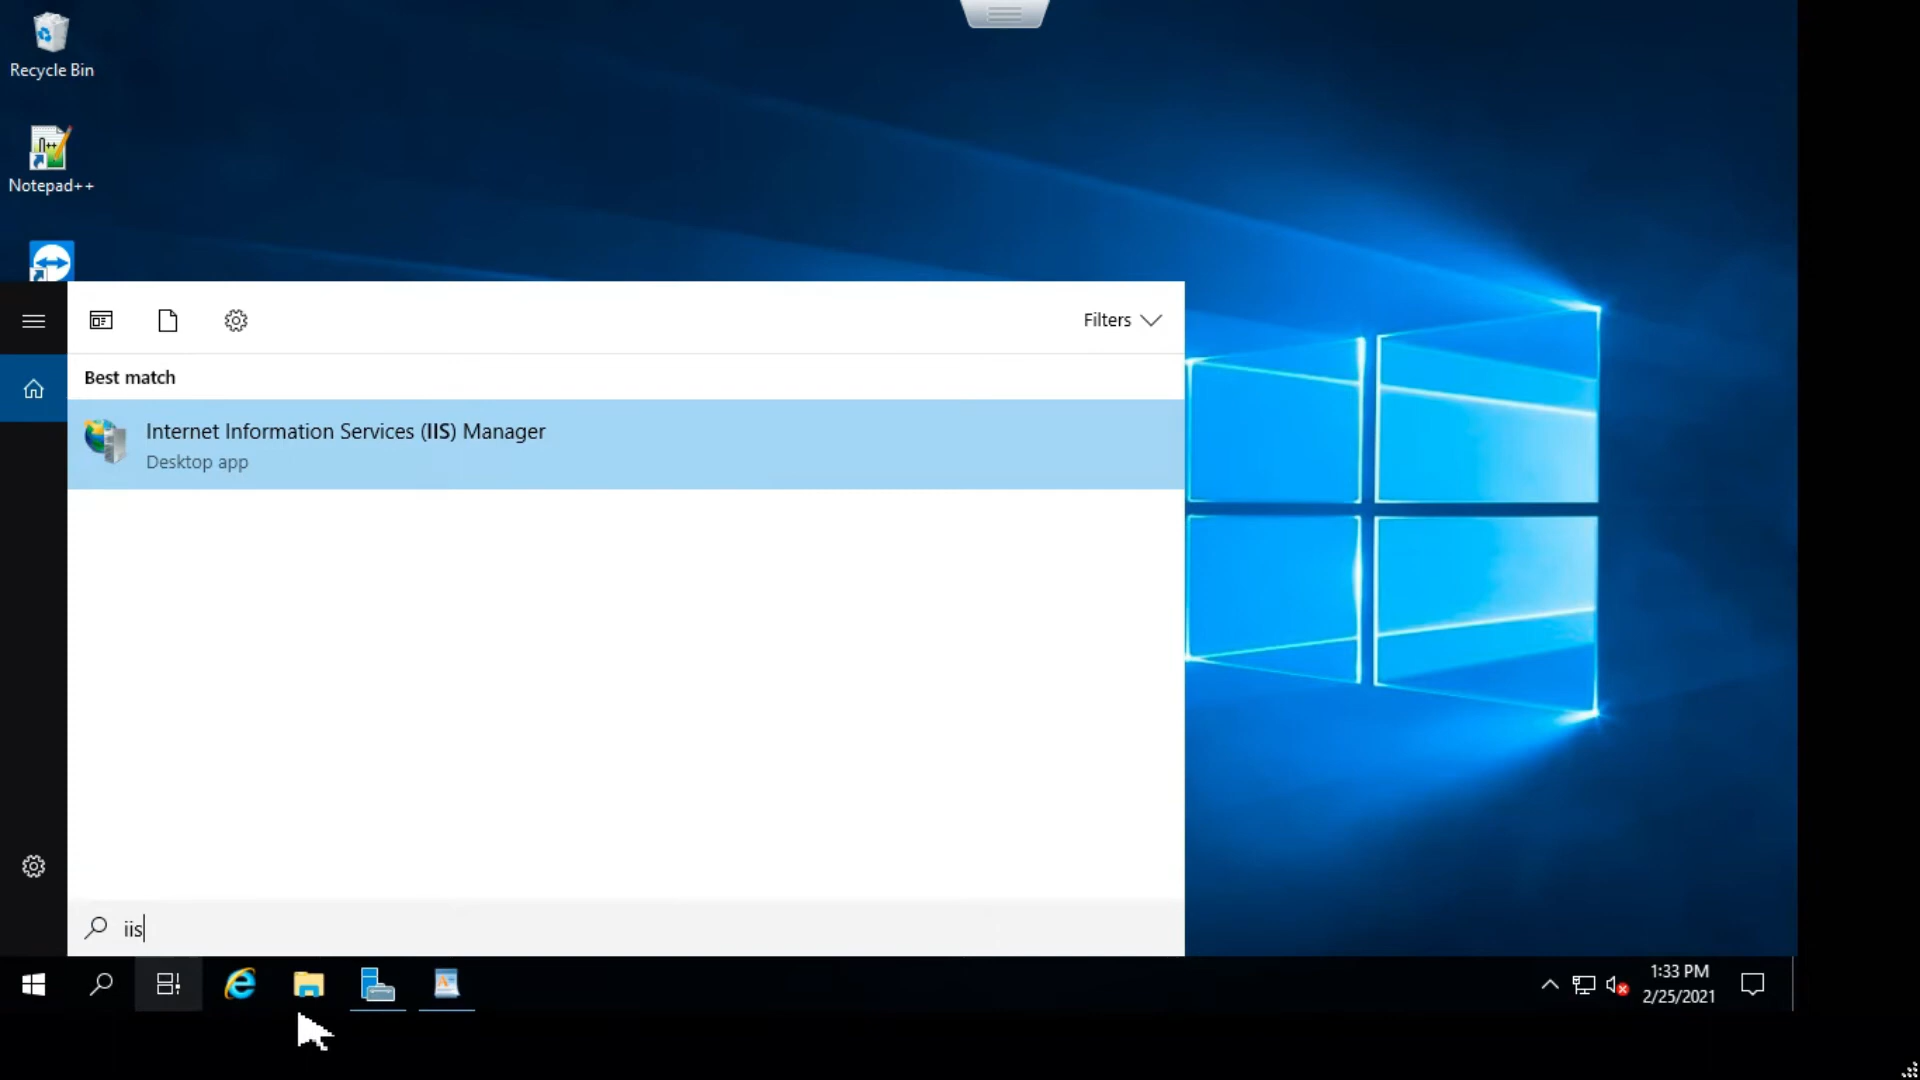 Recycle Bin
Notepad++
Filters
Best match
Internet Information Services (IIS) Manager
Desktop app
iis
1:33 PM
2/25/2021